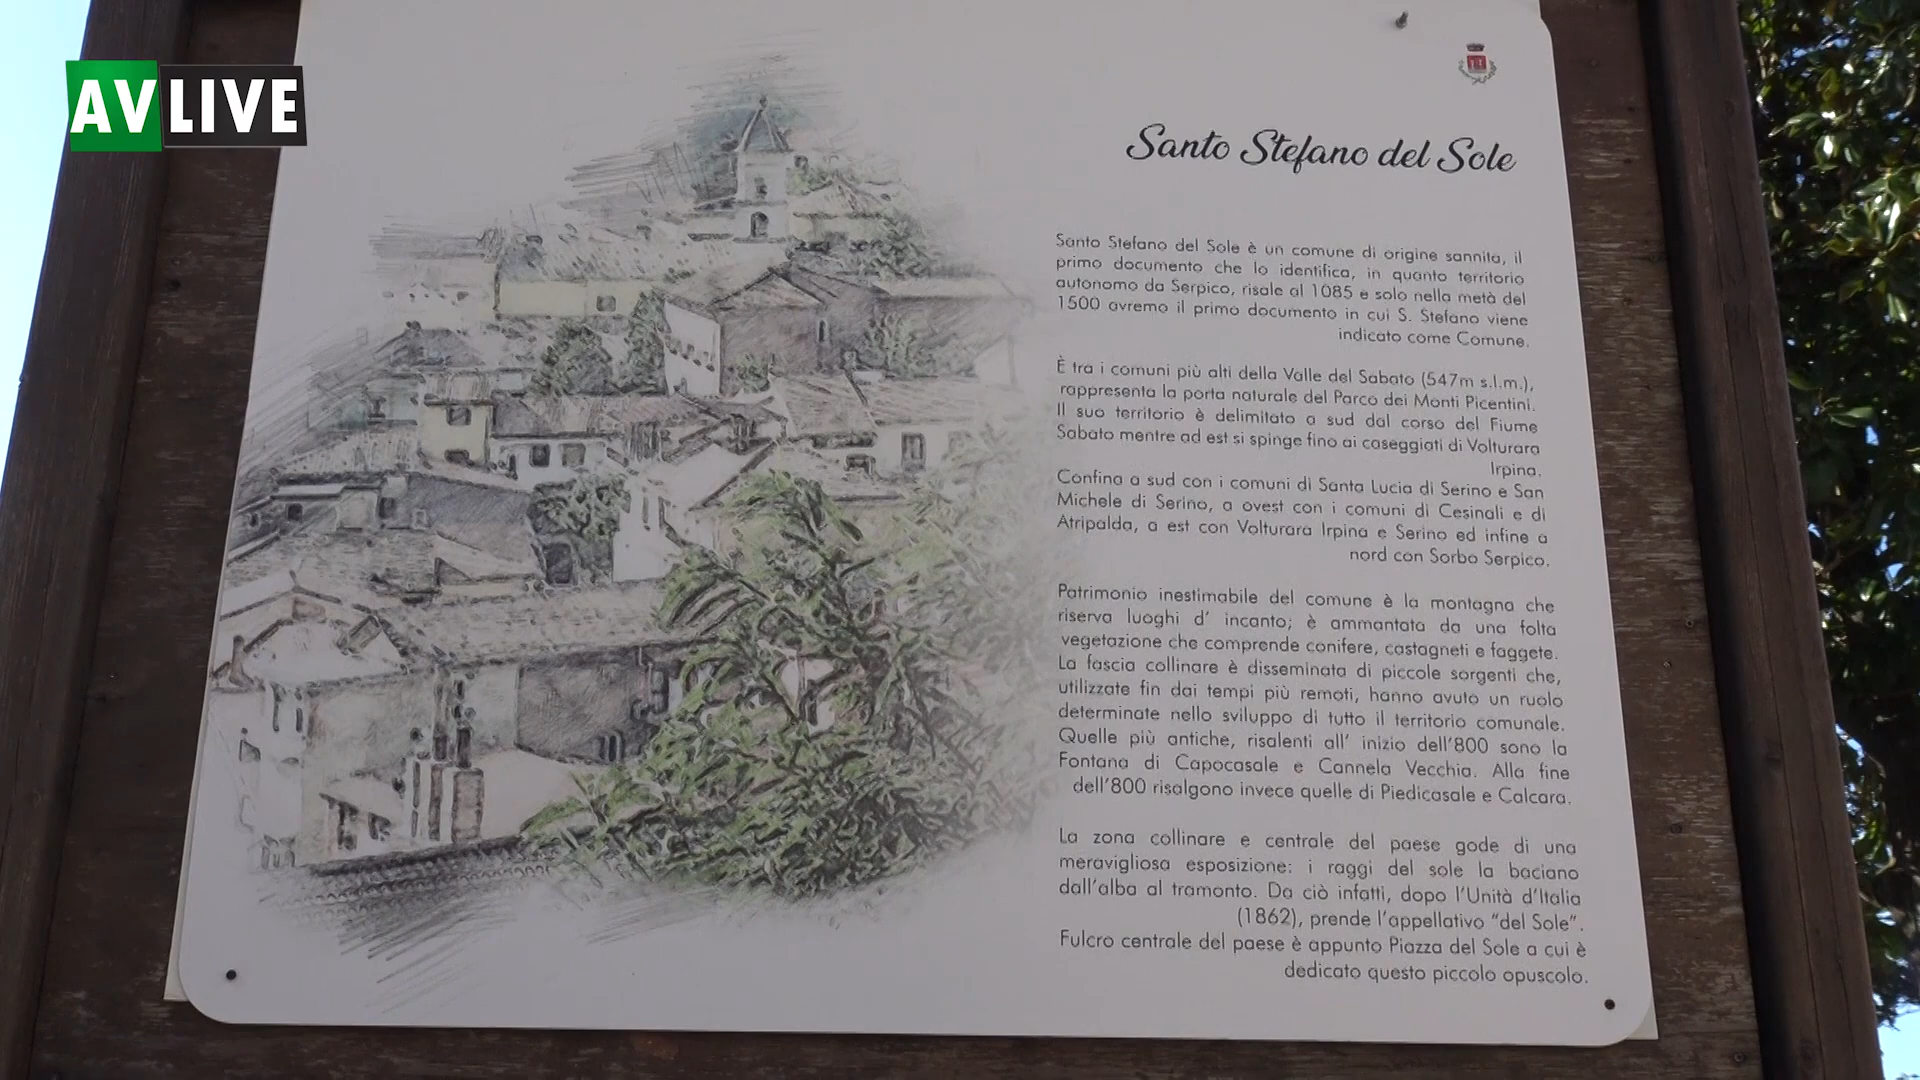 AVLIVE
Santo Stefano del Sole
Santo Stefano del Sole è un comune di origine sannita, il
primo documento che lo identifica, in quanto territorio
autonomo da Serpico, risale al 1085 e solo nella metà del
1500 avremo il primo documento in cui S. Stefano viene
indicato come Comune.
È tra i comuni più alti della Valle del Sabato (547m s.l.m.),
rappresenta la porta naturale del Parco dei Monti Picentini.
Il suo territorio è delimitato a sud dal corso del Fiume
Sabato mentre ad est si spinge fino ai caseggiati di Volturara
Irpina.
Confina a sud con i comuni di Santa Lucia di Serino e San
Michele di Serino, a ovest con i comuni di Cesinali e di
Atripalda, a est con Volturara Irpina e Serino ed infine a
nord con Sorbo Serpico.
Patrimonio inestimabile del comune è la montagna che
riserva luoghi d' incanto; è ammantata da una folta
vegetazione che comprende conifere, castagneti e faggete.
La fascia collinare è disseminata di piccole sorgenti che,
utilizzate fin dai tempi più remoti, hanno avuto un ruolo
determinate nello sviluppo di tutto il territorio comunale.
Quelle più antiche, risalenti all' inizio dell'800 sono la
Fontana di Capocasale e Cannela Vecchia. Alla fine
dell'800 risalgono invece quelle di Piedicasale e Calcara.
La zona collinare e centrale del paese gode di una
meravigliosa esposizione: i raggi del sole la baciano
dall'alba al tramonto. Da ciò infatti, dopo l'Unità d'Italia
(1862), prende l'appellativo "del Sole".
Fulcro centrale del paese è appunto Piazza del Sole a cui è
dedicato questo piccolo opuscolo.